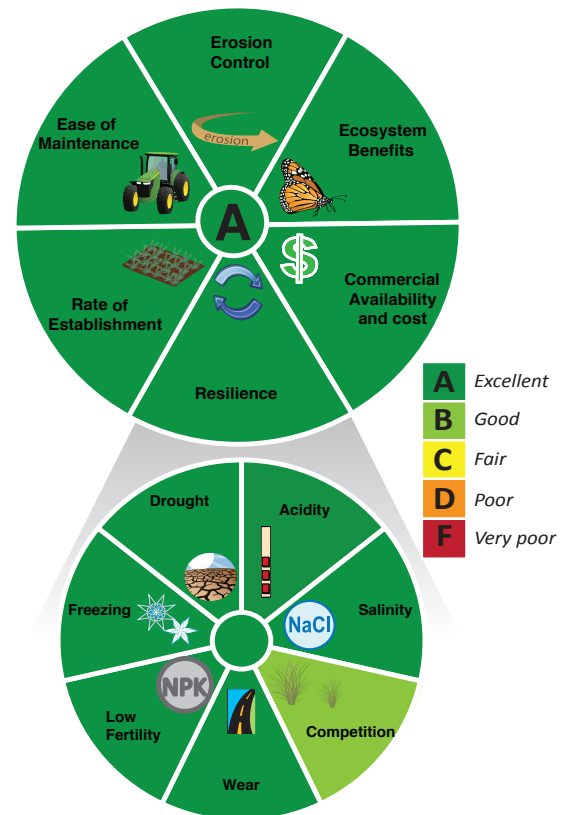 Erosion
Control
erosion
Ease of
Maintenance
Ecosystem
Benefits
A
$
Rate of
Establishment
Commercial
Availability
and cost
Resilience
A Excellent
B Good
C Fair
D Poor
F Very poor
Drought
Acidity
Freezing
Salinity
NaCl
NPK
Low
Fertility
Competition
Wear